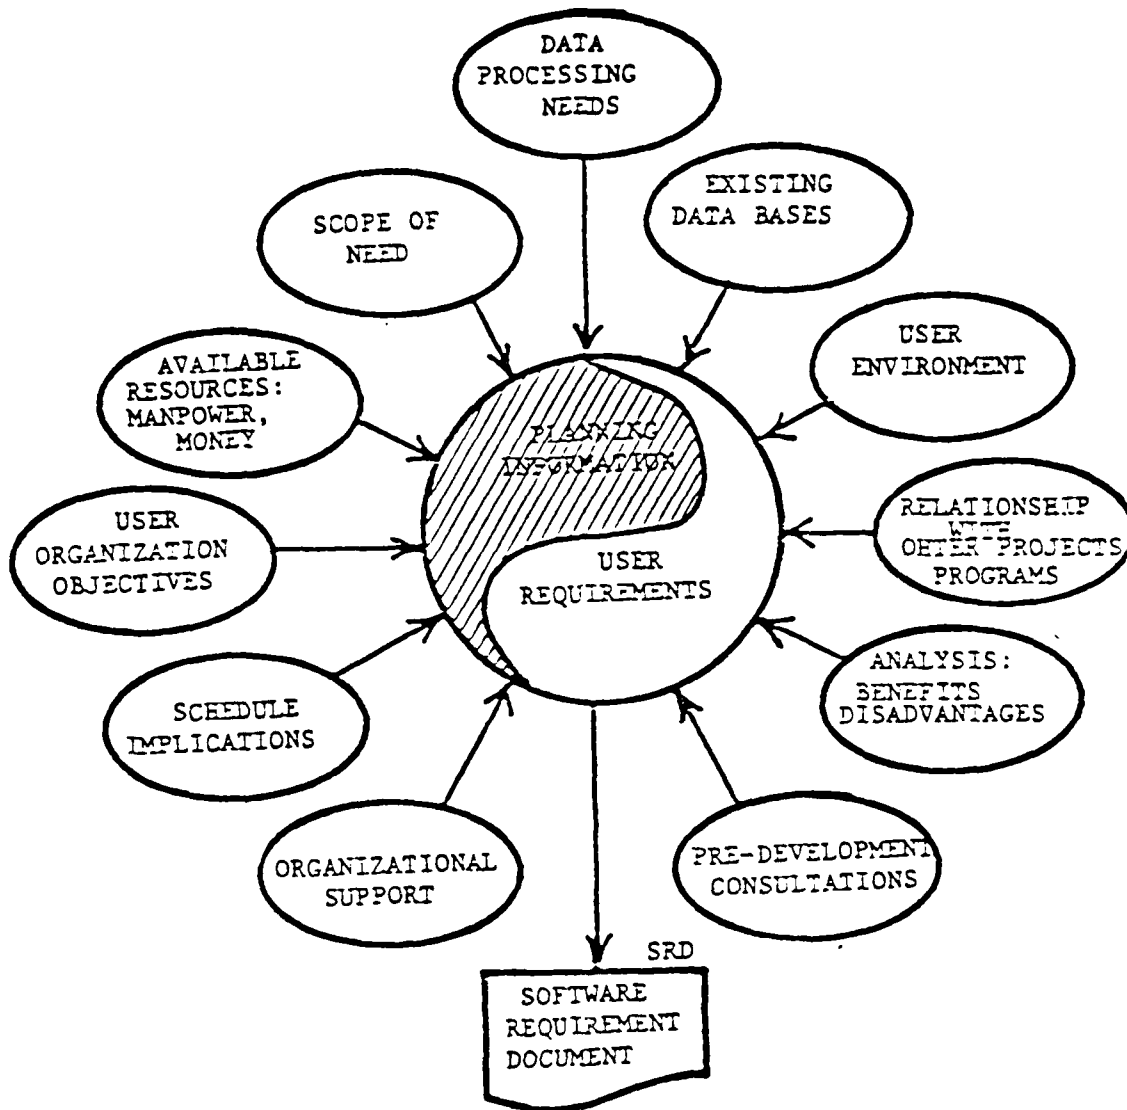 DATA
PROCESSING
NEEDS
EXISTING
DATA BASES
SCOPE OF
NEED
USER
ENVIRONMENT
AVAILABLE
RESOURCES:
MANPOWER,
MONEY
PLANNING
INFORMATION
RELATIONSHIP
WITH
OHTER PROJECTS
PROGRAMS
USER
ORGANIZATION
OBJECTIVES
USER
REQUIREMENTS
ANALYSIS:
BENEFITS
DISADVANTAGES
SCHEDULE
IMPLICATIONS
PRE-DEVELOPMENT
CONSULTATIONS
ORGANIZATIONAL
SUPPORT
SRD
SOFTWARE
REQUIREMENT
DOCUMENT